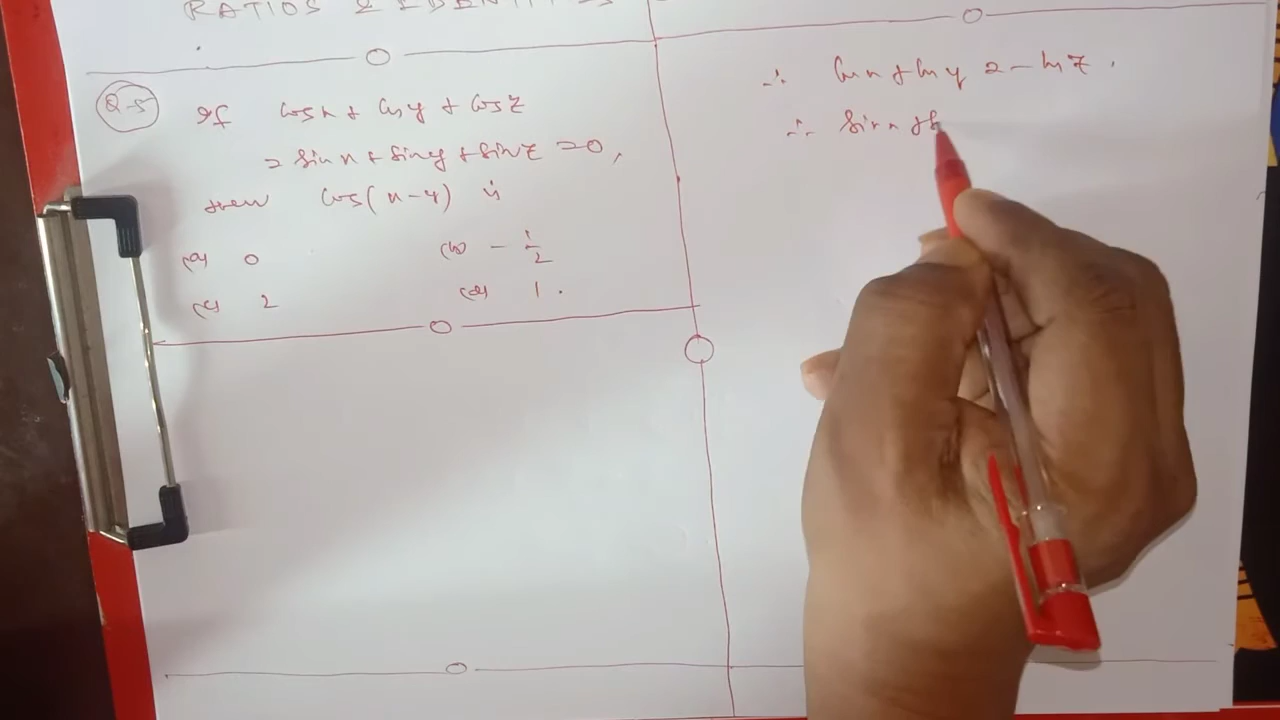 RATIOS & IDENTITIES
Q-5 If cos x + cos y + cos z
= sin x + sin y + sin z = 0,
then cos(x-y) is
(a) 0 (b) - 1/2
(c) 2 (d) 1.
∴ cos x + cos y = - cos z.
∴ sin x + s